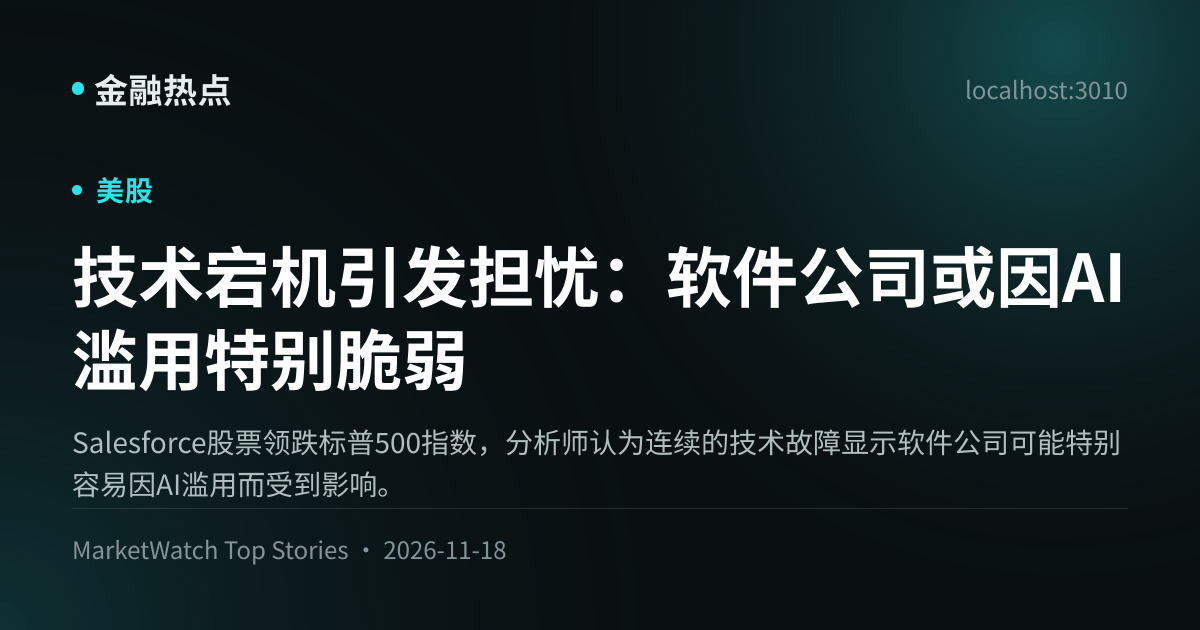 金融热点
localhost:3010
美股
技术宕机引发担忧：软件公司或因AI
滥用特别脆弱
Salesforce股票领跌标普500指数，分析师认为连续的技术故障显示软件公司可能特别
容易因AI滥用而受到影响。
MarketWatch Top Stories · 2026-11-18